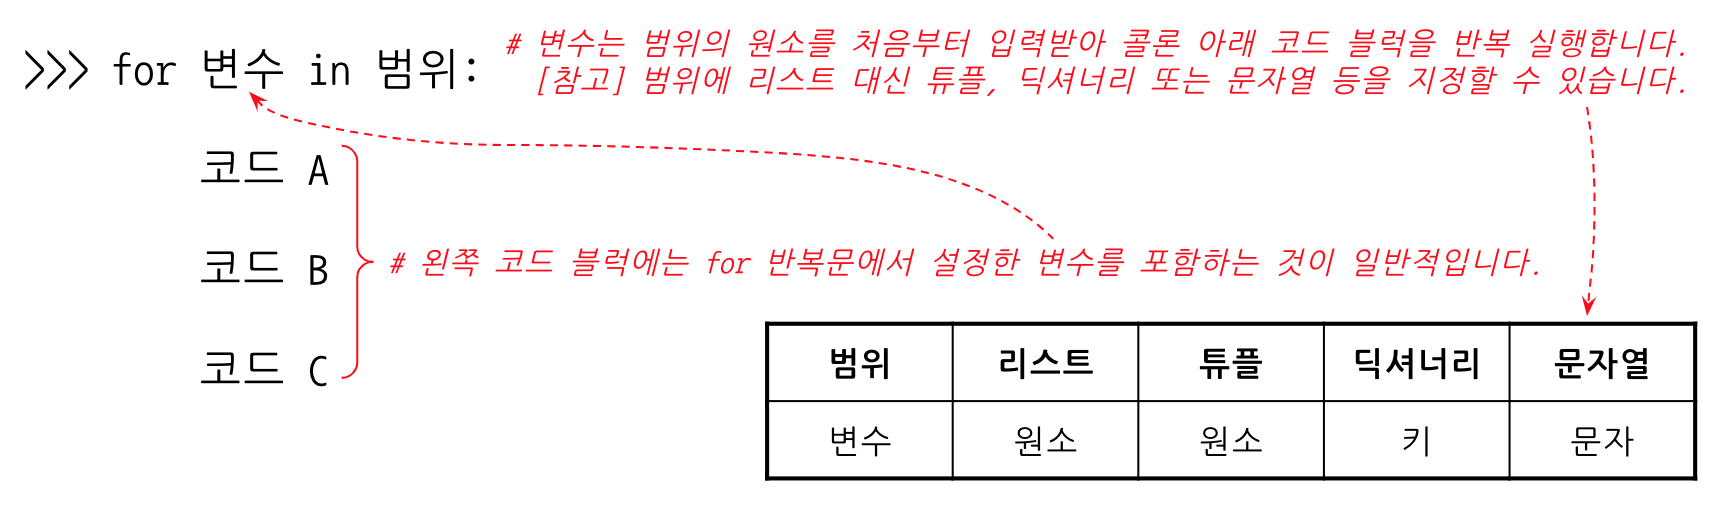 >>> for 변수 in 범위:
# 변수는 범위의 원소를 처음부터 입력받아 콜론 아래 코드 블럭을 반복 실행합니다.
[참고] 범위에 리스트 대신 튜플, 딕셔너리 또는 문자열 등을 지정할 수 있습니다.
코드 A
코드 B
# 왼쪽 코드 블럭에는 for 반복문에서 설정한 변수를 포함하는 것이 일반적입니다.
코드 C
범위 리스트 튜플 딕셔너리 문자열
변수 원소 원소 키 문자